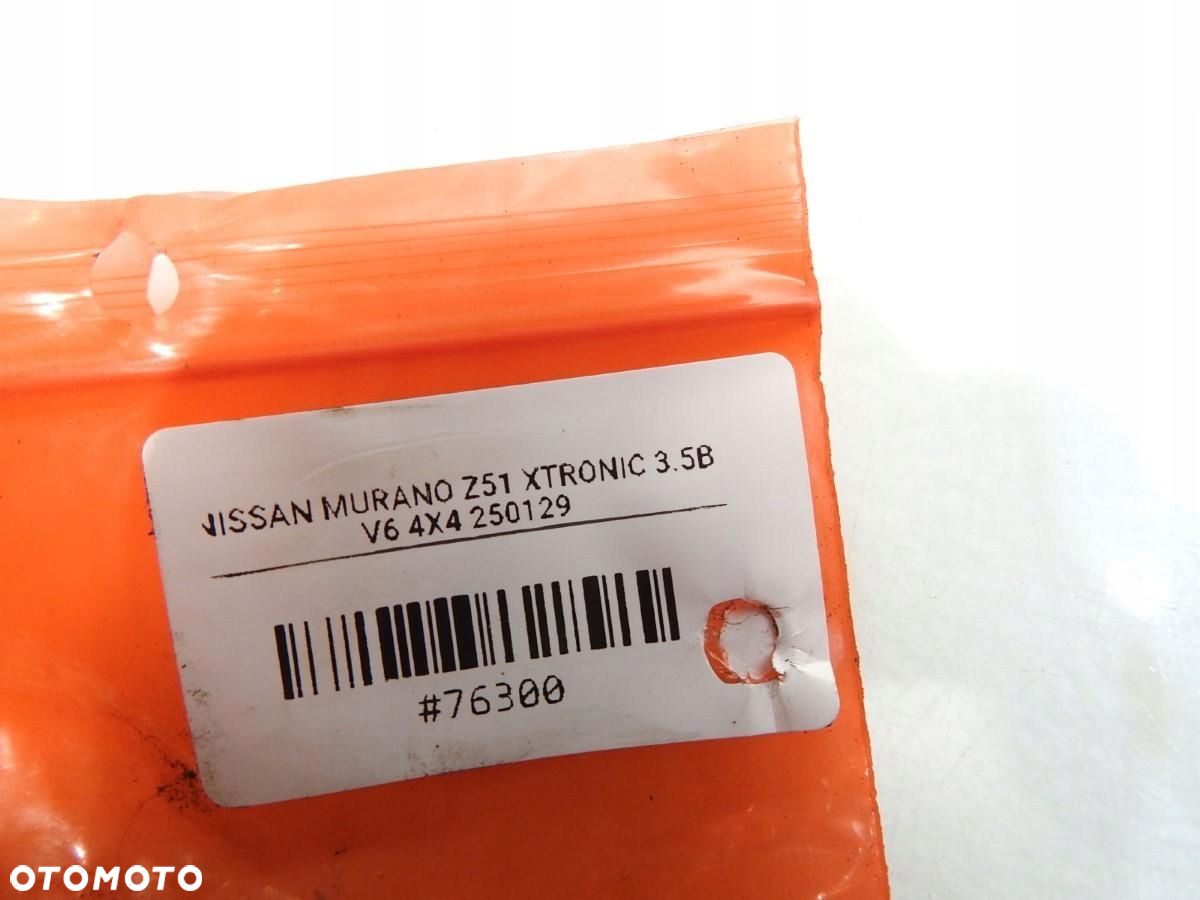 NISSAN MURANO Z51 XTRONIC 3.5B
V6 4X4 250129
#76300
OTOMOTO